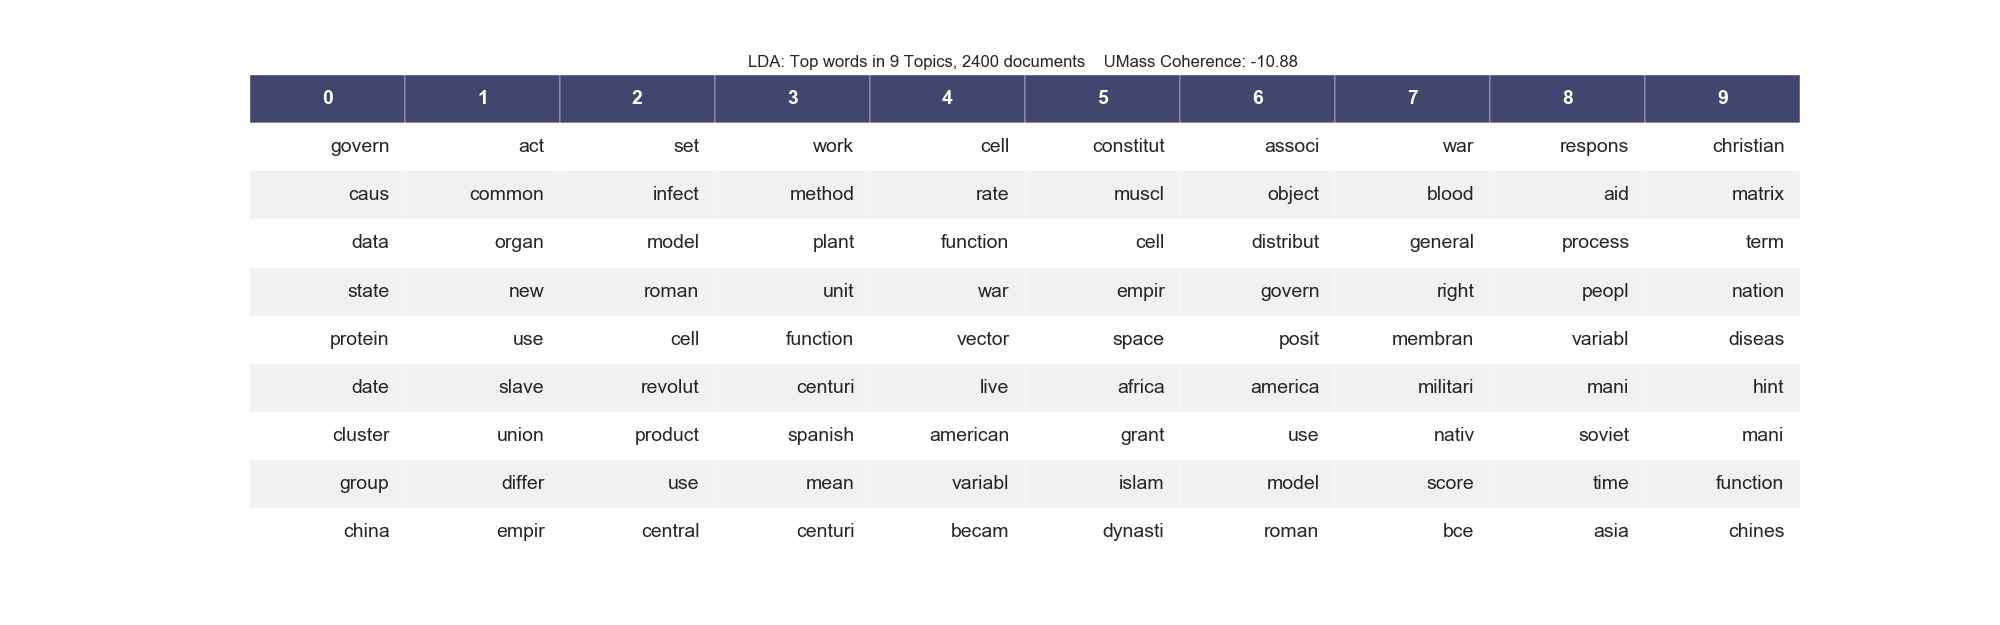 LDA: Top words in 9 Topics, 2400 documents    UMass Coherence: -10.88
0 1 2 3 4 5 6 7 8 9
govern act set work cell constitut associ war respons christian
caus common infect method rate muscl object blood aid matrix
data organ model plant function cell distribut general process term
state new roman unit war empir govern right peopl nation
protein use cell function vector space posit membran variabl diseas
date slave revolut centuri live africa america militari mani hint
cluster union product spanish american grant use nativ soviet mani
group differ use mean variabl islam model score time function
china empir central centuri becam dynasti roman bce asia chines